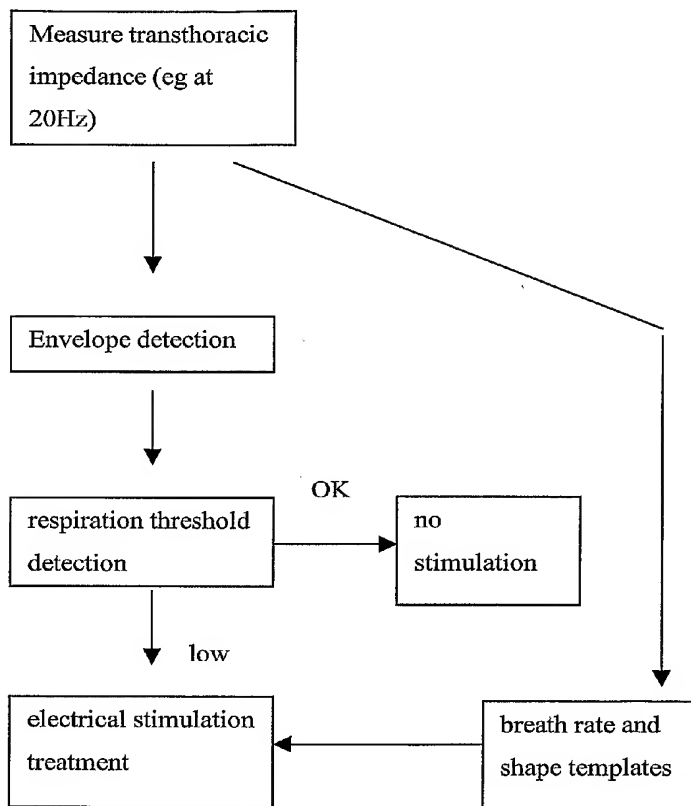 Measure transthoracic
impedance (eg at
20Hz)
Envelope detection
OK
respiration threshold
detection
no
stimulation
low
electrical stimulation
treatment
breath rate and
shape templates